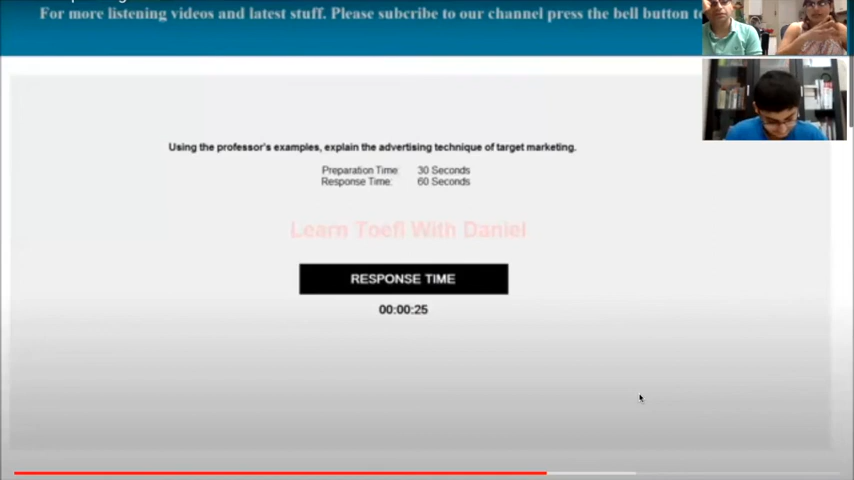 For more listening videos and latest stuff. Please subcribe to our channel press the bell button to
Using the professor's examples, explain the advertising technique of target marketing.
Preparation Time: 30 Seconds
Response Time: 60 Seconds
Learn Toefl With Daniel
RESPONSE TIME
00:00:25